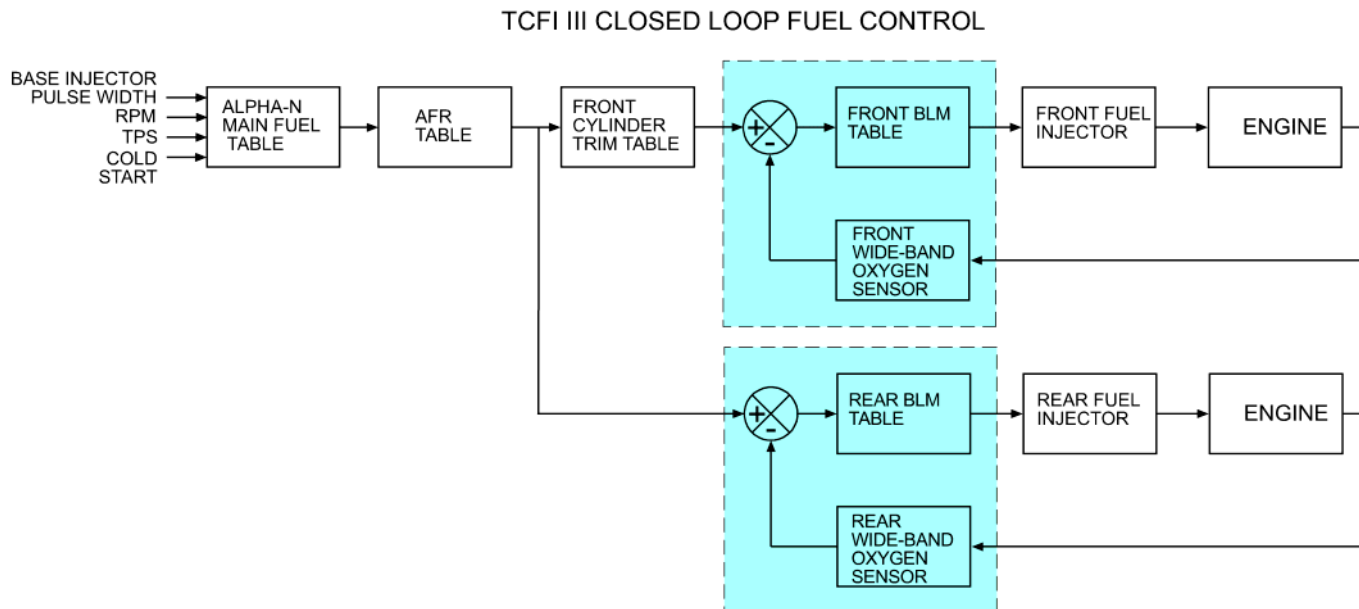 TCFI III CLOSED LOOP FUEL CONTROL
BASE INJECTOR
PULSE WIDTH
RPM
TPS
COLD
START
ALPHA-N
MAIN FUEL
TABLE
AFR
TABLE
FRONT
CYLINDER
TRIM TABLE
+
-
FRONT BLM
TABLE
FRONT FUEL
INJECTOR
ENGINE
FRONT
WIDE-BAND
OXYGEN
SENSOR
+
-
REAR BLM
TABLE
REAR FUEL
INJECTOR
ENGINE
REAR
WIDE-BAND
OXYGEN
SENSOR